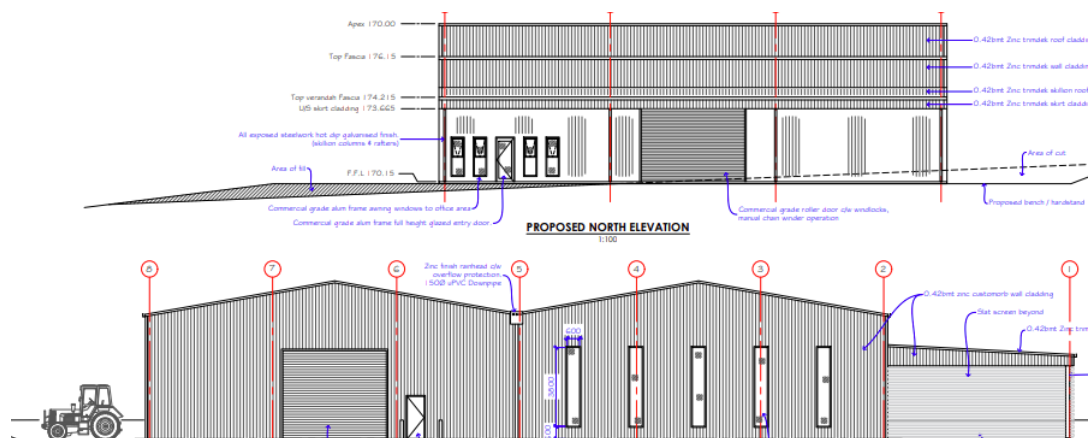 Apex 170.00
0.42bmt Zinc trimdek roof cladd
Top Fascia 176.15
0.42bmt Zinc trimdek wall claddin
0.42bmt Zinc trimdek skillion roof
Top verandah Fascia 174.215
0.42bmt Zinc trimdek skirt cladd
U/S skirt cladding 173.665
All exposed steelwork hot dip galvanised finish.
(skillion columns & rafters)
Area of cut
Area of fill
F.F.L 170.15
Commercial grade alum frame awning windows to office area
Commercial grade alum frame full height glazed entry door.
Commercial grade roller door c/w windlocks,
manual chain winder operation
Proposed bench / hardstand
PROPOSED NORTH ELEVATION
1:100
8
7
6
5
4
3
2
1
Zinc finish rainhead c/w
overflow protection,
150Ø uPVC Downpipe
0.42bmt zinc customorb wall cladding
Slat screen beyond
0.42bmt Zinc trim
600
3600